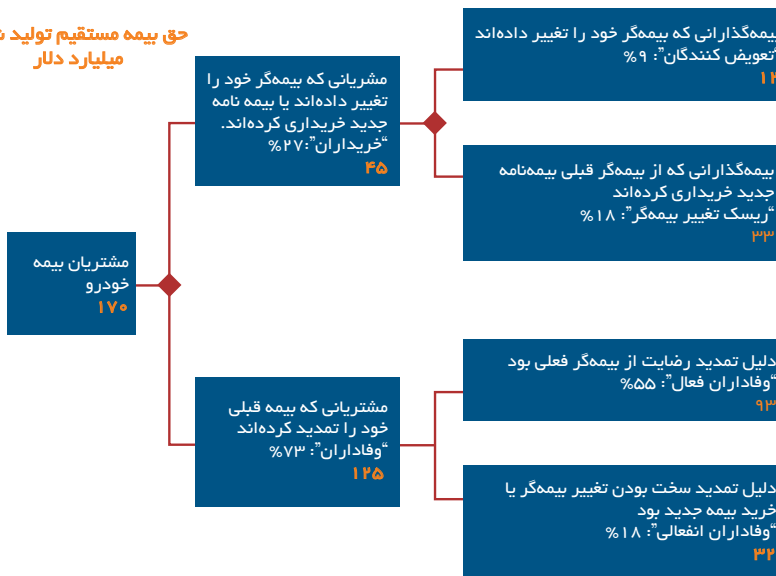 حق بیمه مستقیم تولید
میلیارد دلار
مشتریان بیمه
خودرو
۱۷۰
مشریانی که بیمه‌گر خود را
تغییر داده‌اند یا بیمه نامه
جدید خریداری کرده‌اند.
“خریداران”:۲۷%
۴۵
بیمه‌گذارانی که بیمه‌گر خود را تغییر داده‌اند
“تعویض کنندگان”: ۹%
بیمه‌گذارانی که از بیمه‌گر قبلی بیمه‌نامه
جدید خریداری کرده‌اند
“ریسک تغییر بیمه‌گر”: ۱۸%
۳۳
مشتریانی که بیمه قبلی
خود را تمدید کرده‌اند
“وفاداران”: ۷۳%
۱۲۵
دلیل تمدید رضایت از بیمه‌گر فعلی بود
“وفاداران فعال”: ۵۵%
۹۳
دلیل تمدید سخت بودن تغییر بیمه‌گر یا
خرید بیمه جدید بود
“وفاداران انفعالی”: ۱۸%
۳۲